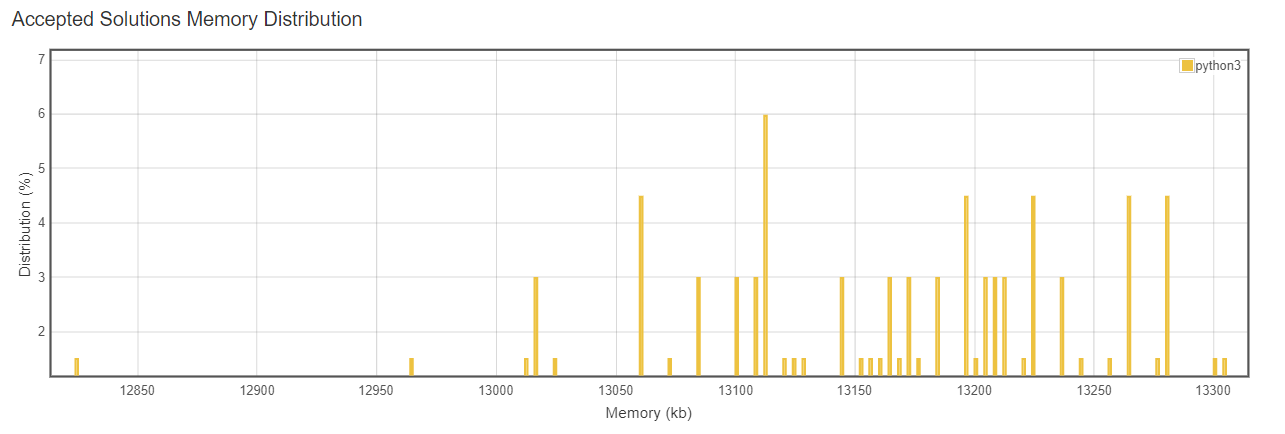 Accepted Solutions Memory Distribution
python3
7
6
5
4
3
2
Distribution (%)
12850 12900 12950 13000 13050 13100 13150 13200 13250 13300
Memory (kb)